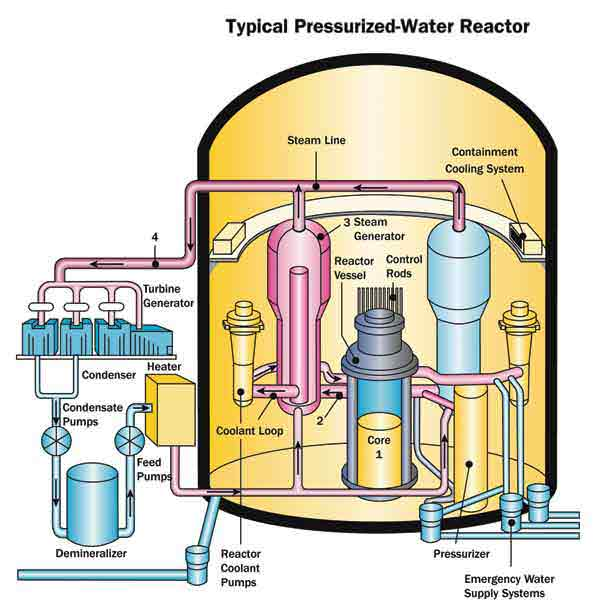 Typical Pressurized-Water Reactor
Steam Line
Containment
Cooling System
4
3 Steam
Generator
Reactor
Vessel
Control
Rods
Turbine
Generator
Heater
Condenser
Condensate
Pumps
Coolant Loop
2
Core
1
Feed
Pumps
Demineralizer
Reactor
Coolant
Pumps
Pressurizer
Emergency Water
Supply Systems